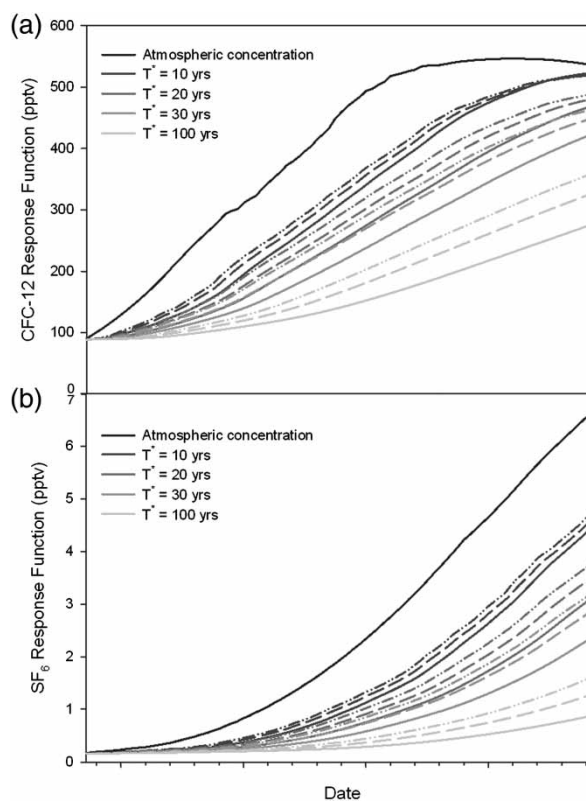 (a)
600
500
400
300
200
100
0
CFC-12 Response Function (pptv)
Atmospheric concentration
T* = 10 yrs
T* = 20 yrs
T* = 30 yrs
T* = 100 yrs
(b)
7
6
5
4
3
2
1
0
SF6 Response Function (pptv)
Atmospheric concentration
T* = 10 yrs
T* = 20 yrs
T* = 30 yrs
T* = 100 yrs
Date